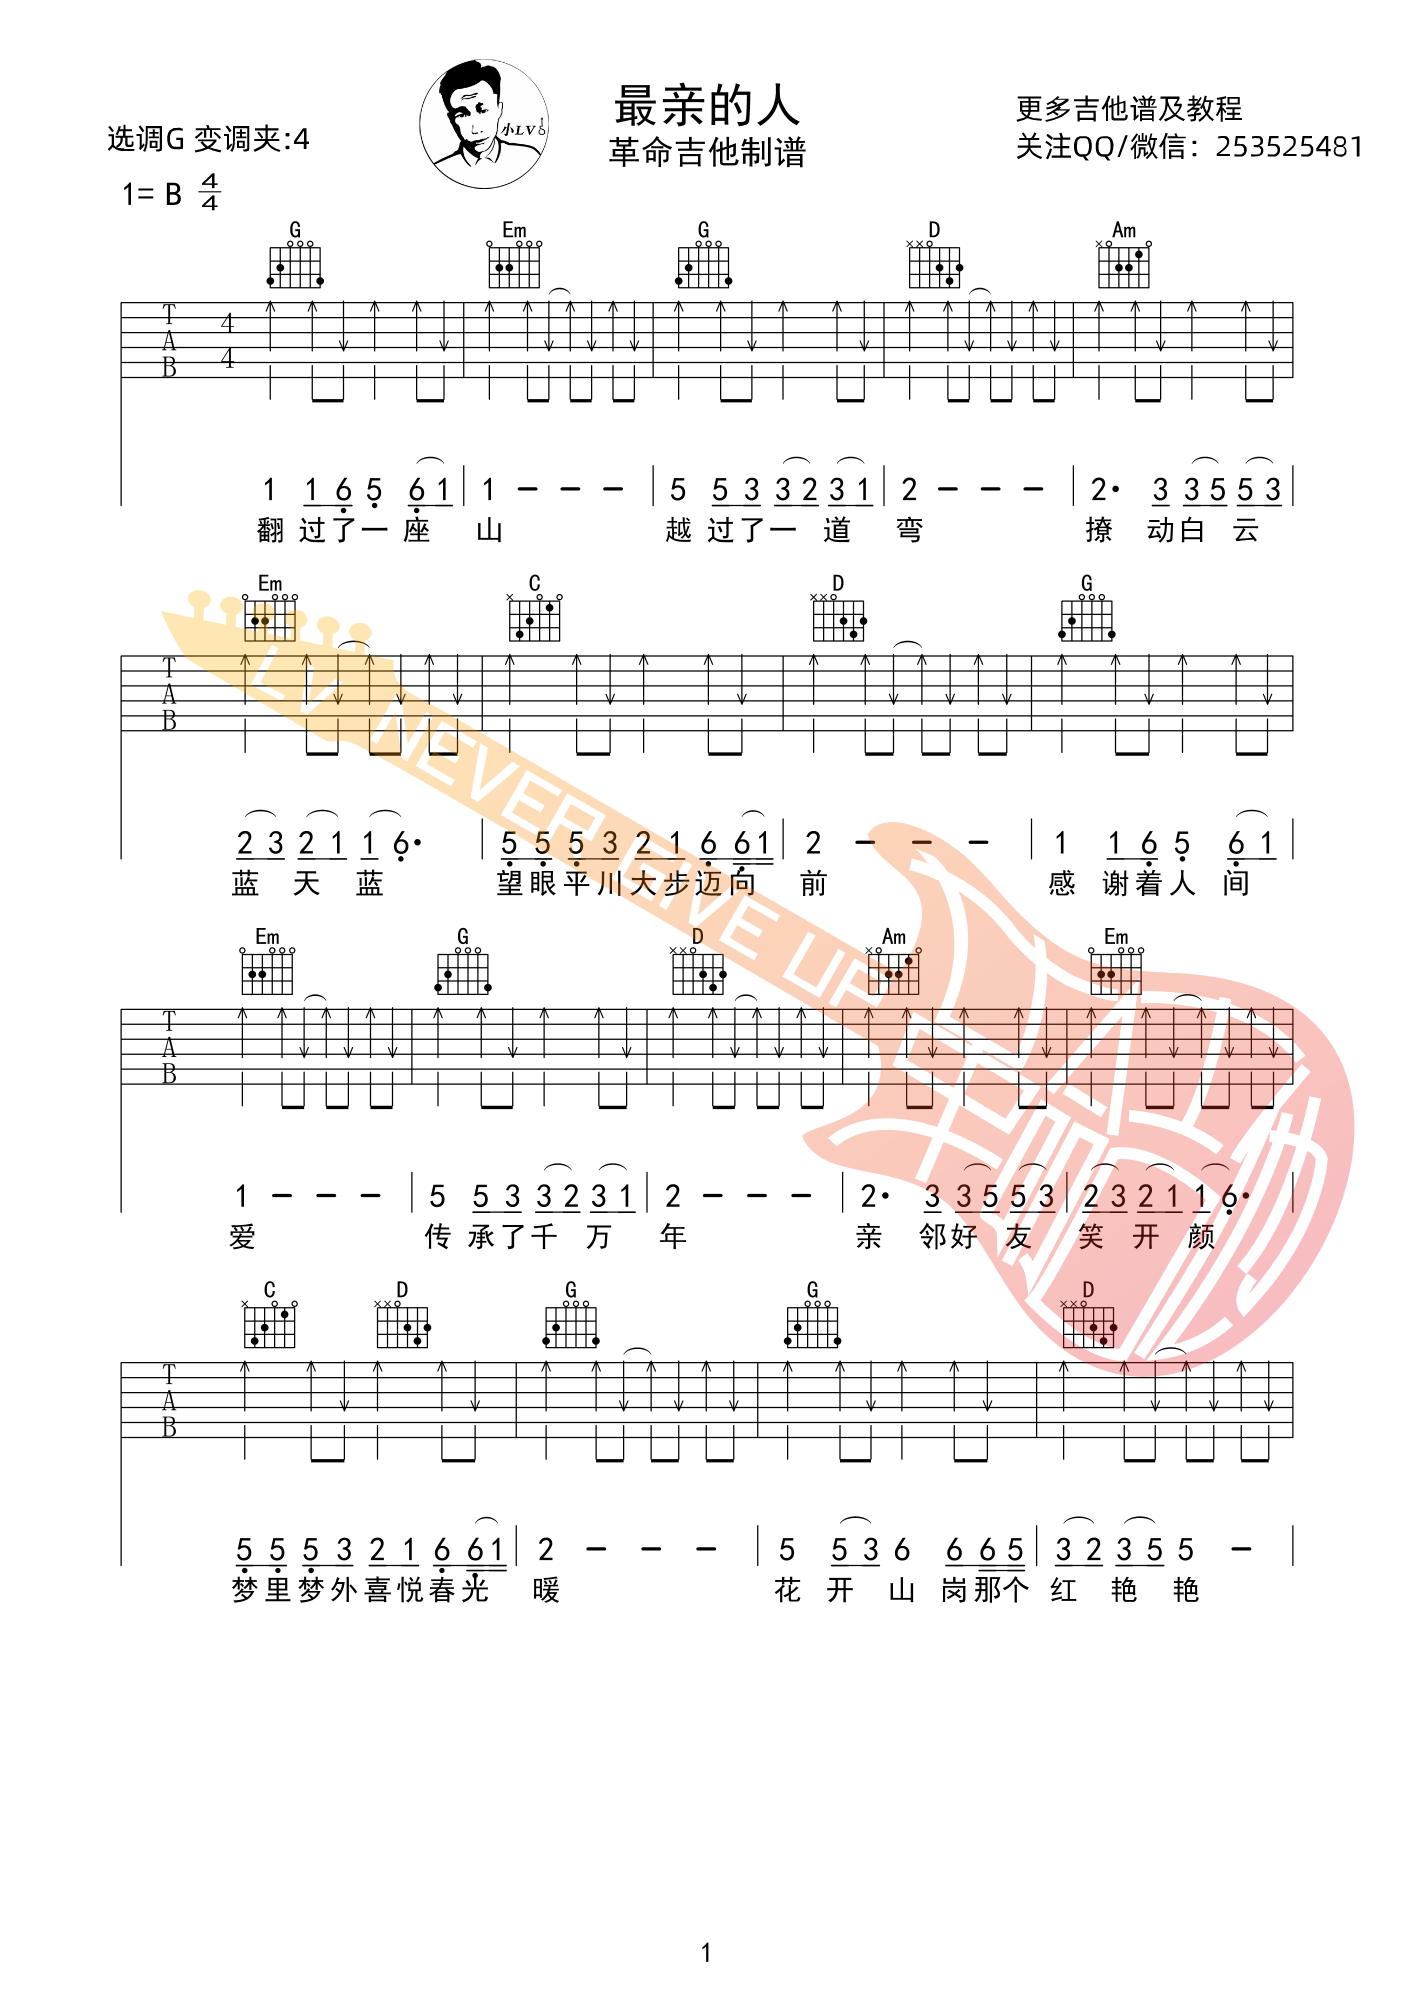 最亲的人
革命吉他制谱
更多吉他谱及教程
关注QQ/微信：253525481
选调G 变调夹:4
1= B 4/4
小LV
G Em G D Am
T A B 4 4
1 1 6 5 6 1 | 1 - - - | 5 5 3 3 2 3 1 | 2 - - - | 2· 3 3 5 5 3 |
翻 过了一 座 山 越 过了一 道 弯 撩 动白 云
Em C D G
T A B
2 3 2 1 1 6· | 5 5 5 3 2 1 6 6 1 | 2 - - - | 1 1 6 5 6 1 |
蓝 天 蓝 望眼平川大步迈向 前 感 谢着人 间
Em G D Am Em
T A B
1 - - - | 5 5 3 3 2 3 1 | 2 - - - | 2· 3 3 5 5 3 | 2 3 2 1 1 6· |
爱 传 承了千 万 年 亲 邻好 友 笑 开 颜
C D G G D
T A B
5 5 5 3 2 1 6 6 1 | 2 - - - | 5 5 3 6 6 6 5 | 3 2 3 5 5 - |
梦里梦外喜悦春光 暖 花 开 山 岗那个 红 艳 艳
LV NEVER GIVE UP
1